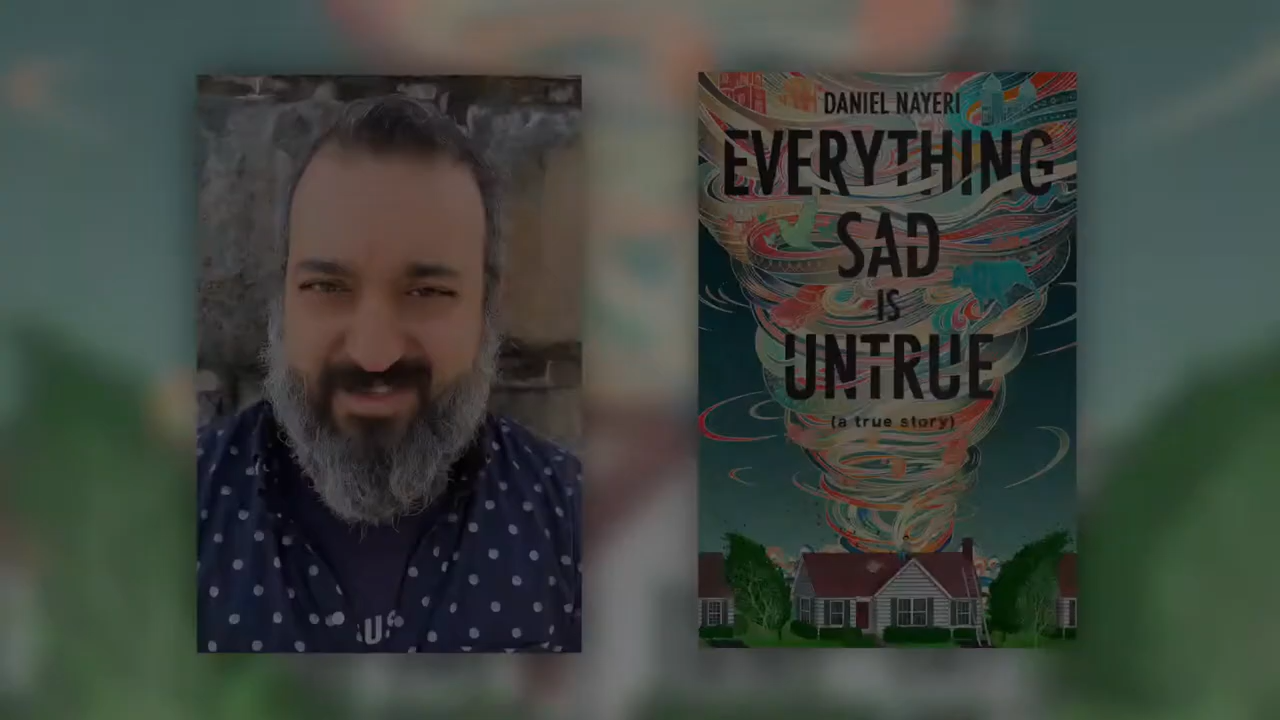 DANIEL NAYERI
EVERYTHING
SAD
IS
UNTRUE
(a true story)